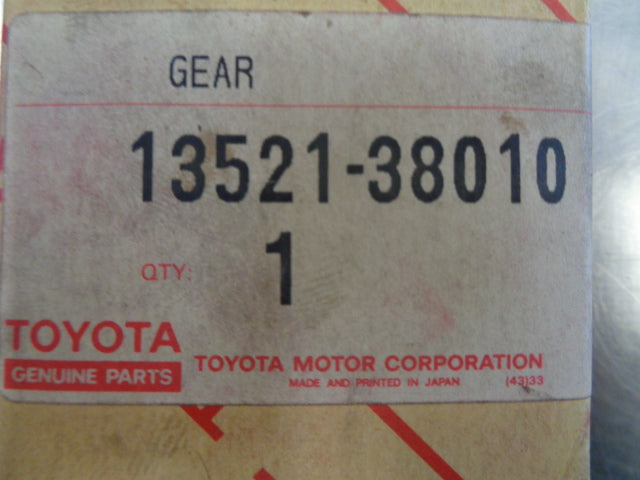 GEAR
13521-38010
QTY: 1
TOYOTA
GENUINE PARTS
TOYOTA MOTOR CORPORATION
MADE AND PRINTED IN JAPAN (43)33